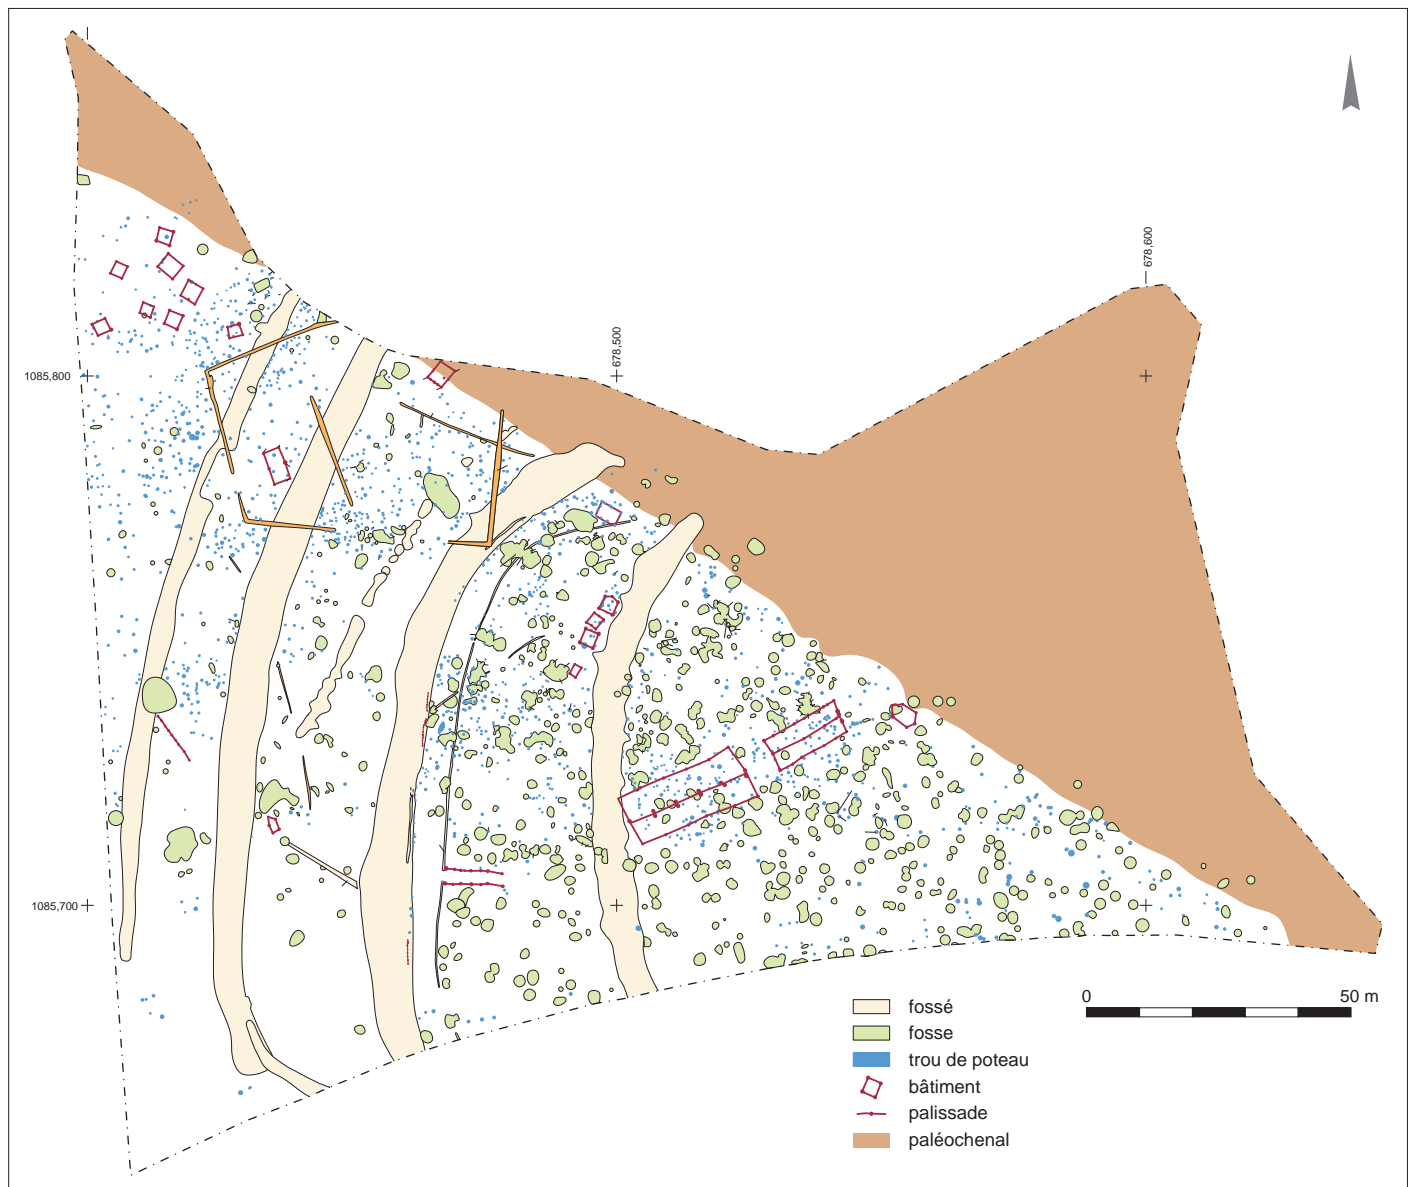 678,600
678,500
1085,800
1085,700
0 50 m
fossé
fosse
trou de poteau
bâtiment
palissade
paléochenal